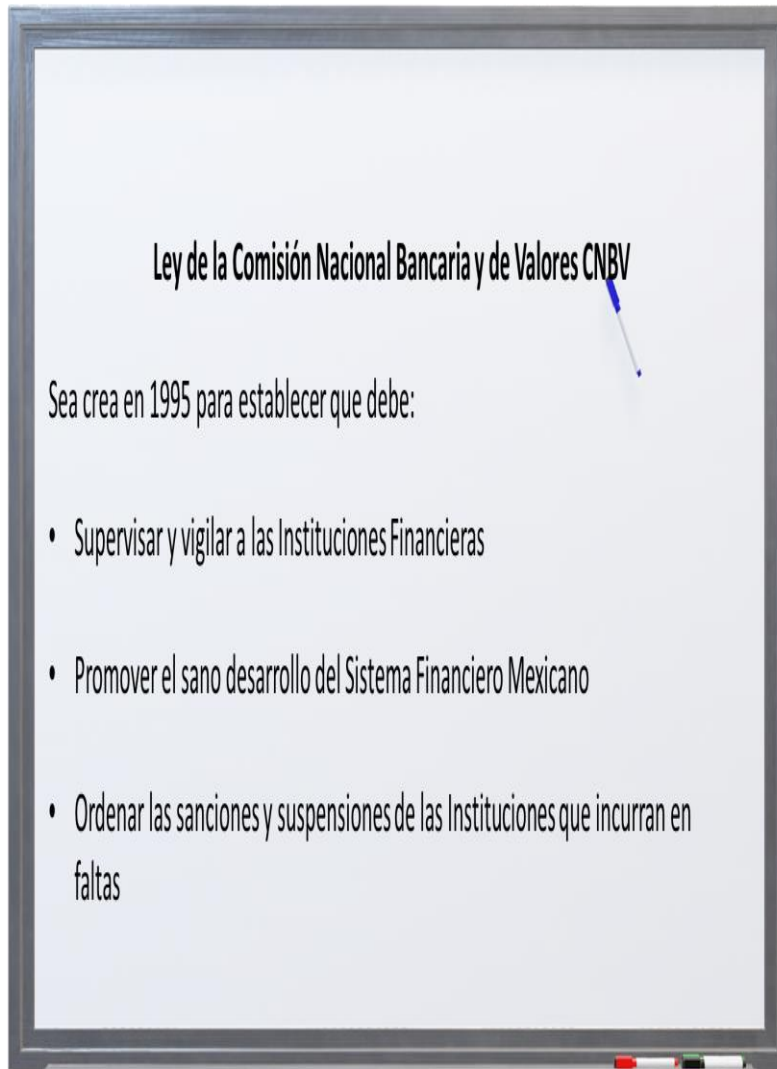 Ley de la Comisión Nacional Bancaria y de Valores CNBV
Sea crea en 1995 para establecer que debe:
• Supervisar y vigilar a las Instituciones Financieras
• Promover el sano desarrollo del Sistema Financiero Mexicano
• Ordenar las sanciones y suspensiones de las Instituciones que incurran en
faltas